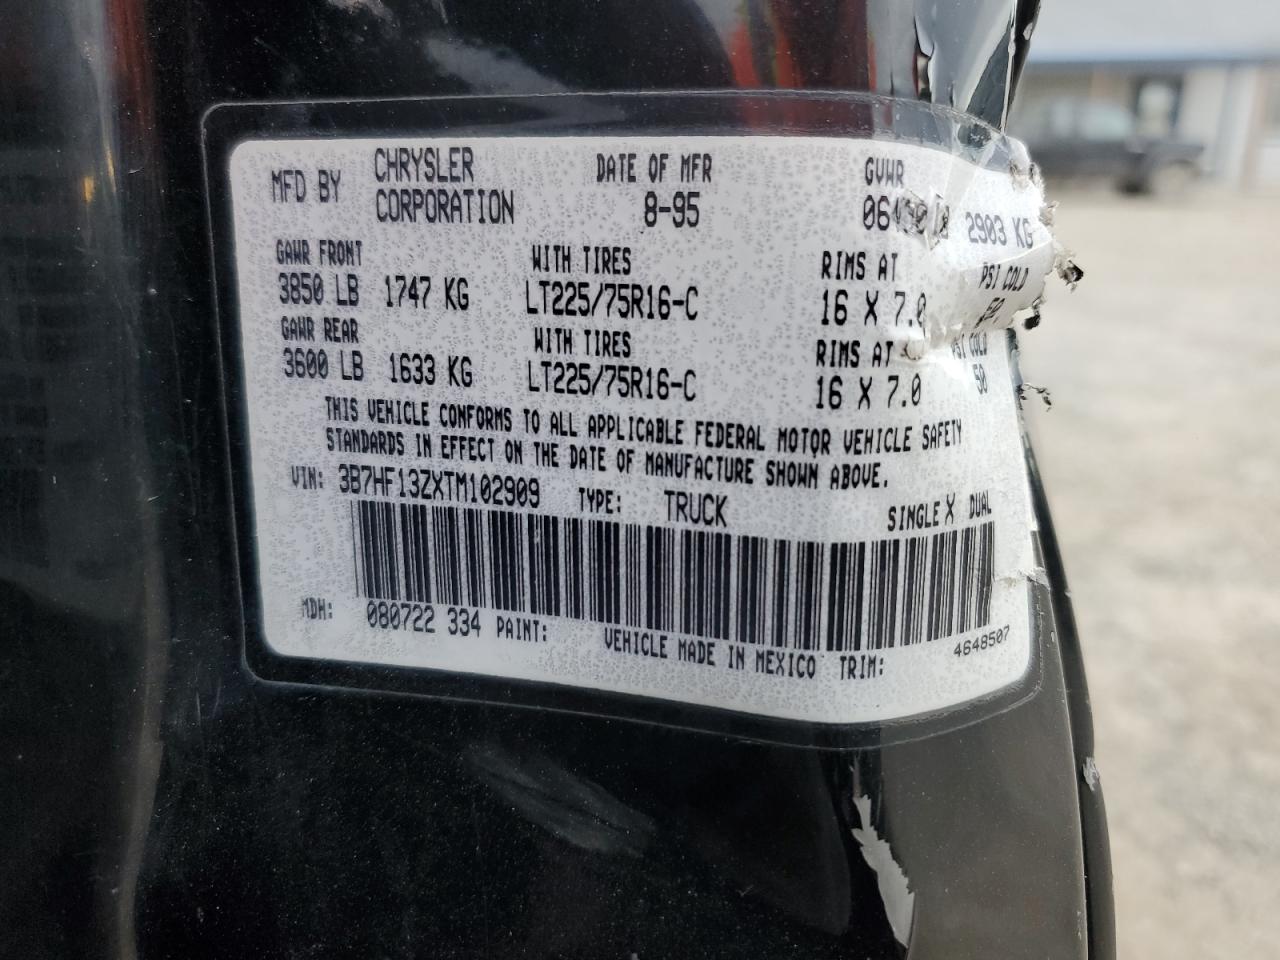 MFD BY CHRYSLER CORPORATION DATE OF MFR 8-95 GVWR 2903 KG
GAWR FRONT WITH TIRES RIMS AT PSI COLD
3850 LB 1747 KG LT225/75R16-C 16 X 7.0
GAWR REAR WITH TIRES RIMS AT PSI COLD
3600 LB 1633 KG LT225/75R16-C 16 X 7.0 50
THIS VEHICLE CONFORMS TO ALL APPLICABLE FEDERAL MOTOR VEHICLE SAFETY
STANDARDS IN EFFECT ON THE DATE OF MANUFACTURE SHOWN ABOVE.
VIN: 3B7HF13ZXTM102909 TYPE: TRUCK SINGLE X DUAL
MDH: 080722 334 PAINT: VEHICLE MADE IN MEXICO TRIM: 4648507